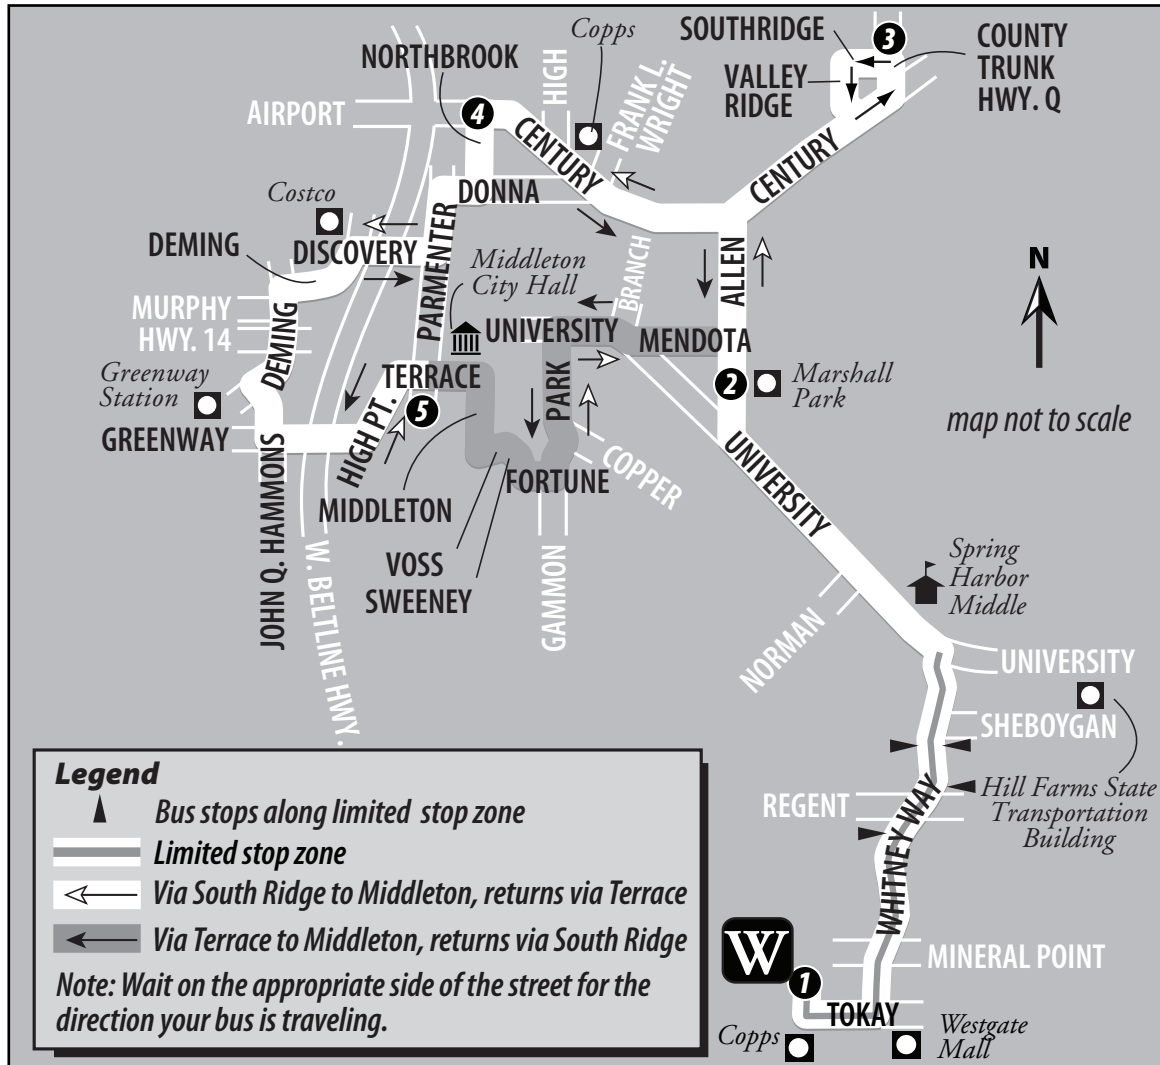 SOUTHRIDGE
3
COUNTY
TRUNK
HWY. Q
VALLEY
RIDGE
Copps
NORTHBROOK
HIGH
FRANK L.
WRIGHT
AIRPORT
4
CENTURY
CENTURY
DONNA
Costco
DEMING
DISCOVERY
PARMENTER
Middleton
City Hall
BRANCH
ALLEN
N
MURPHY
HWY. 14
DEMING
UNIVERSITY
MENDOTA
Greenway
Station
TERRACE
PARK
2
Marshall
Park
map not to scale
GREENWAY
HIGH PT.
5
COPPER
UNIVERSITY
FORTUNE
MIDDLETON
JOHN Q. HAMMONS
W. BELTLINE HWY.
VOSS
SWEENEY
GAMMON
Spring
Harbor
Middle
NORMAN
UNIVERSITY
SHEBOYGAN
Hill Farms State
Transportation
Building
REGENT
WHITNEY WAY
MINERAL POINT
W
1
TOKAY
Copps
Westgate
Mall
Legend
Bus stops along limited stop zone
Limited stop zone
Via South Ridge to Middleton, returns via Terrace
Via Terrace to Middleton, returns via South Ridge
Note: Wait on the appropriate side of the street for the
direction your bus is traveling.